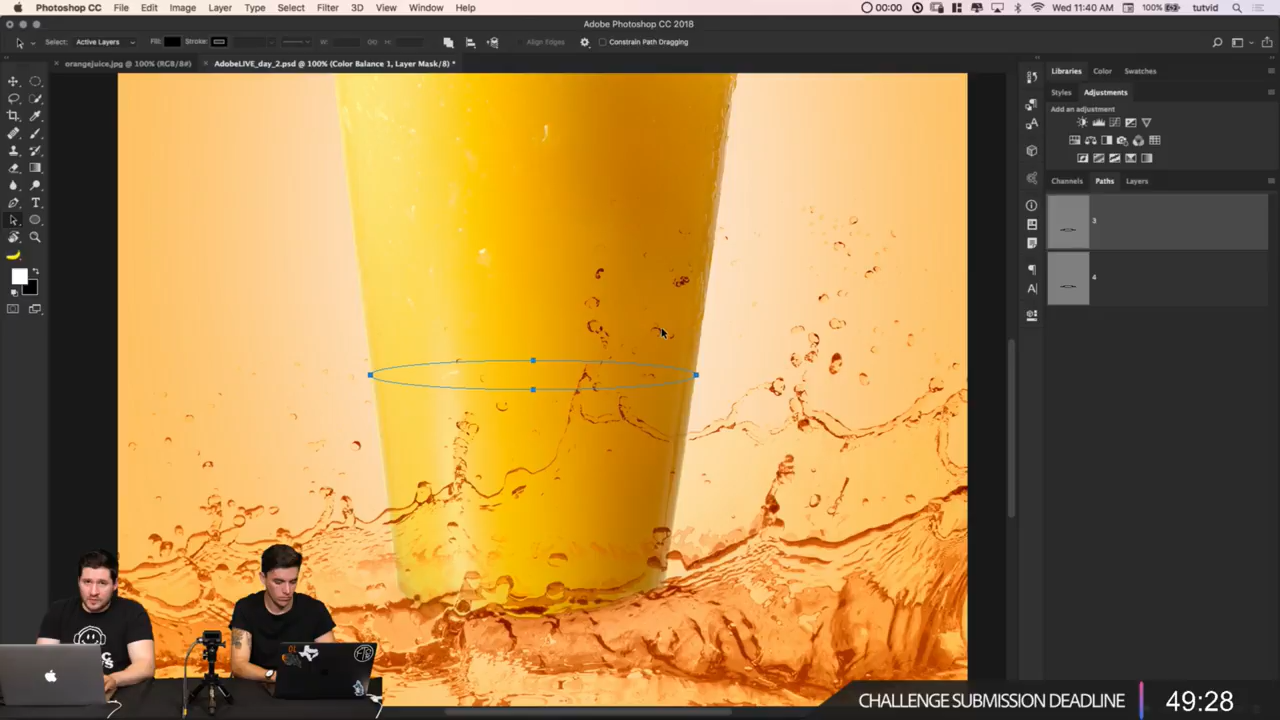 Photoshop CC File Edit Image Layer Type Select Filter 3D View Window Help 00:00 100% Wed 11:40 AM tutvid
Adobe Photoshop CC 2018
Select: Active Layers Fill: Stroke: W: H: Align Edges Constrain Path Dragging
× orangejuice.jpg @ 100% (RGB/8#) × AdobeLIVE_day_2.psd @ 100% (Color Balance 1, Layer Mask/8) *
Libraries Color Swatches
Styles Adjustments
Add an adjustment
Channels Paths Layers
3
4
CHALLENGE SUBMISSION DEADLINE 49:28